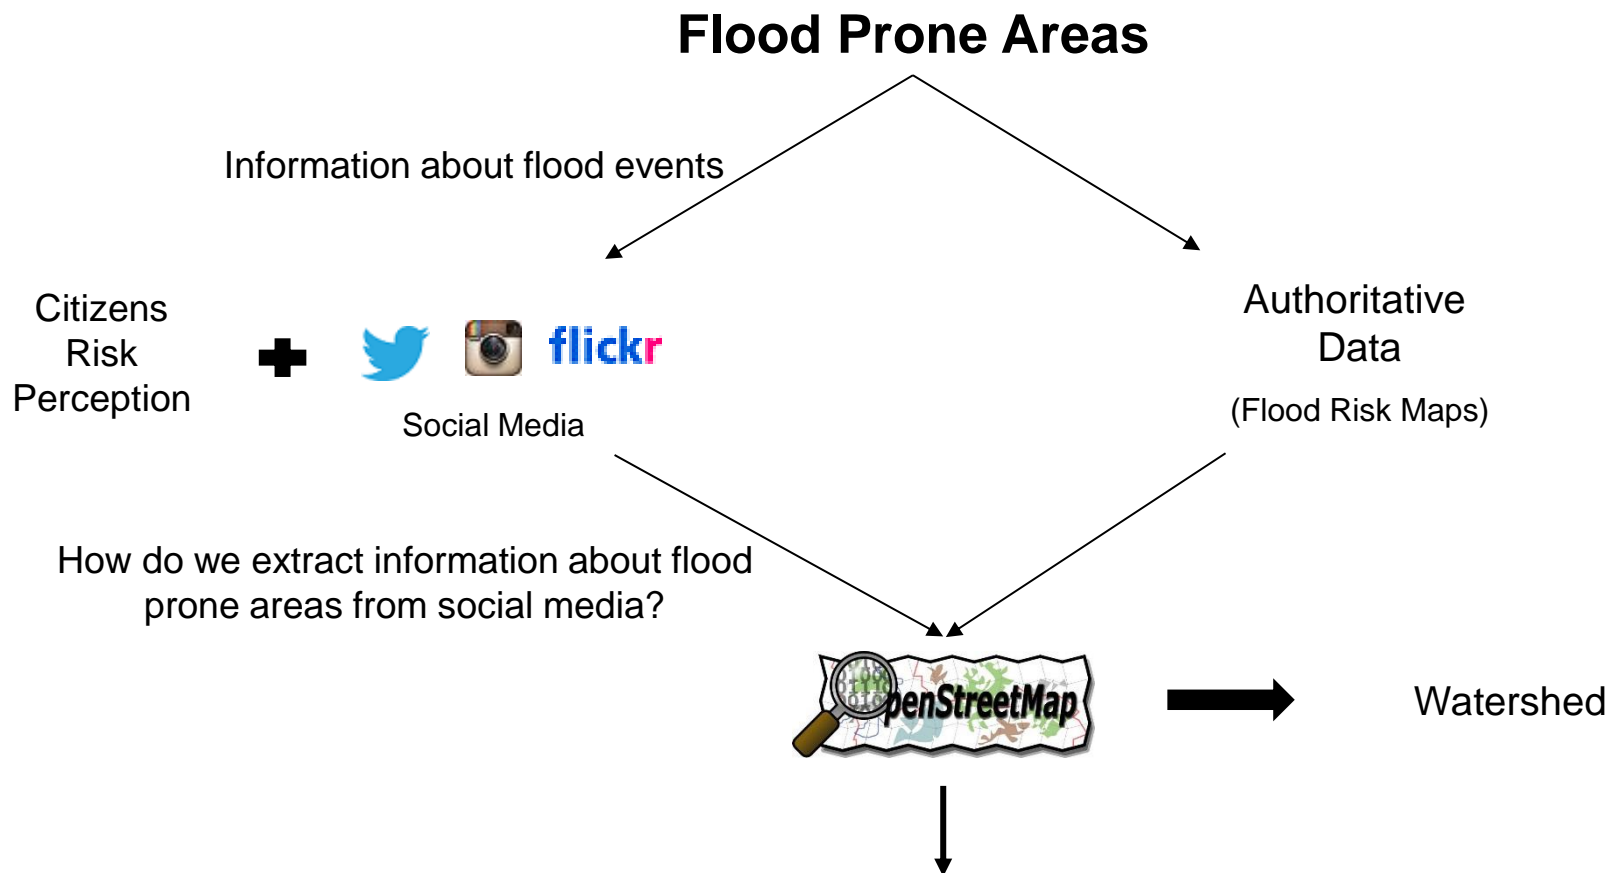 Flood Prone Areas
Information about flood events
Citizens
Risk
Perception
flickr
Social Media
Authoritative
Data
(Flood Risk Maps)
How do we extract information about flood
prone areas from social media?
penStreetMap
Watershed